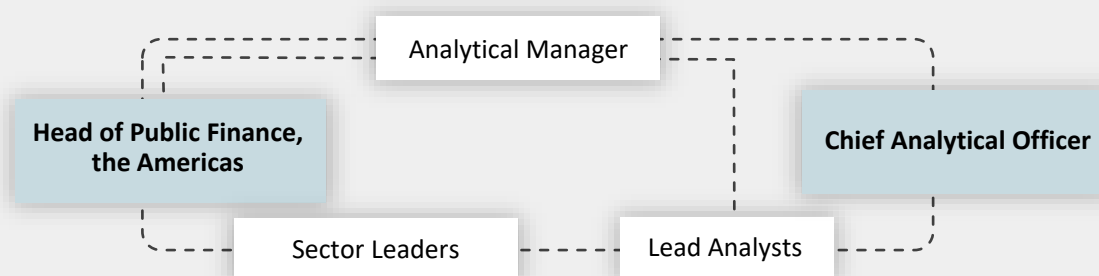 Analytical Manager
Head of Public Finance,
the Americas
Chief Analytical Officer
Sector Leaders
Lead Analysts